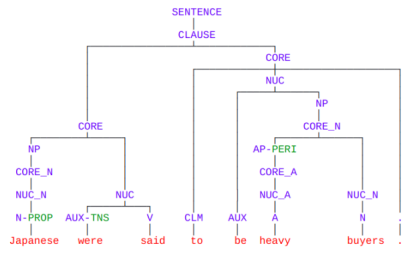 SENTENCE
CLAUSE
CORE
NUC
NP
CORE CORE_N
NP AP-PERI
CORE_N CORE_A
NUC_N NUC NUC_A NUC_N
N-PROP AUX-TNS V CLM AUX A N .
Japanese were said to be heavy buyers .